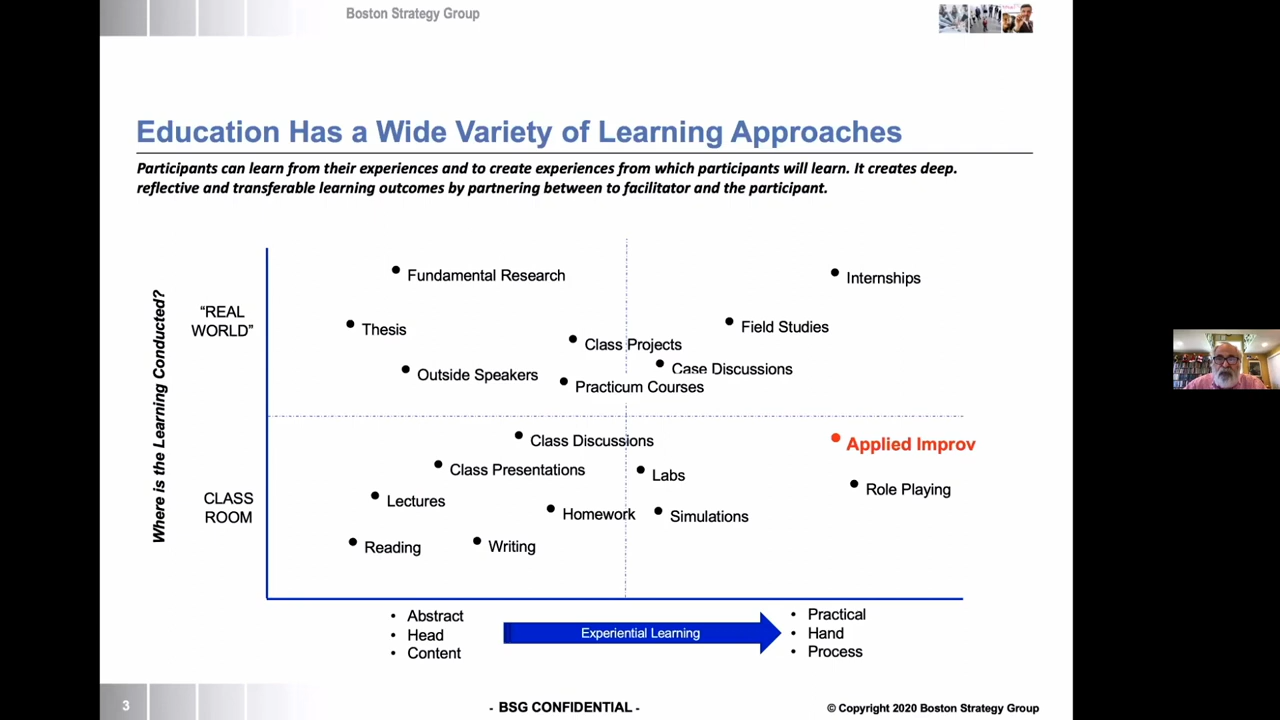 Boston Strategy Group
Education Has a Wide Variety of Learning Approaches
Participants can learn from their experiences and to create experiences from which participants will learn. It creates deep.
reflective and transferable learning outcomes by partnering between to facilitator and the participant.
Where is the Learning Conducted?
“REAL
WORLD”
Fundamental Research
Internships
Thesis
Field Studies
Class Projects
Case Discussions
Outside Speakers
Practicum Courses
CLASS
ROOM
Class Discussions
Applied Improv
Class Presentations
Labs
Role Playing
Lectures
Homework
Simulations
Reading
Writing
• Abstract
• Head
• Content
Experiential Learning
• Practical
• Hand
• Process
3
- BSG CONFIDENTIAL -
© Copyright 2020 Boston Strategy Group